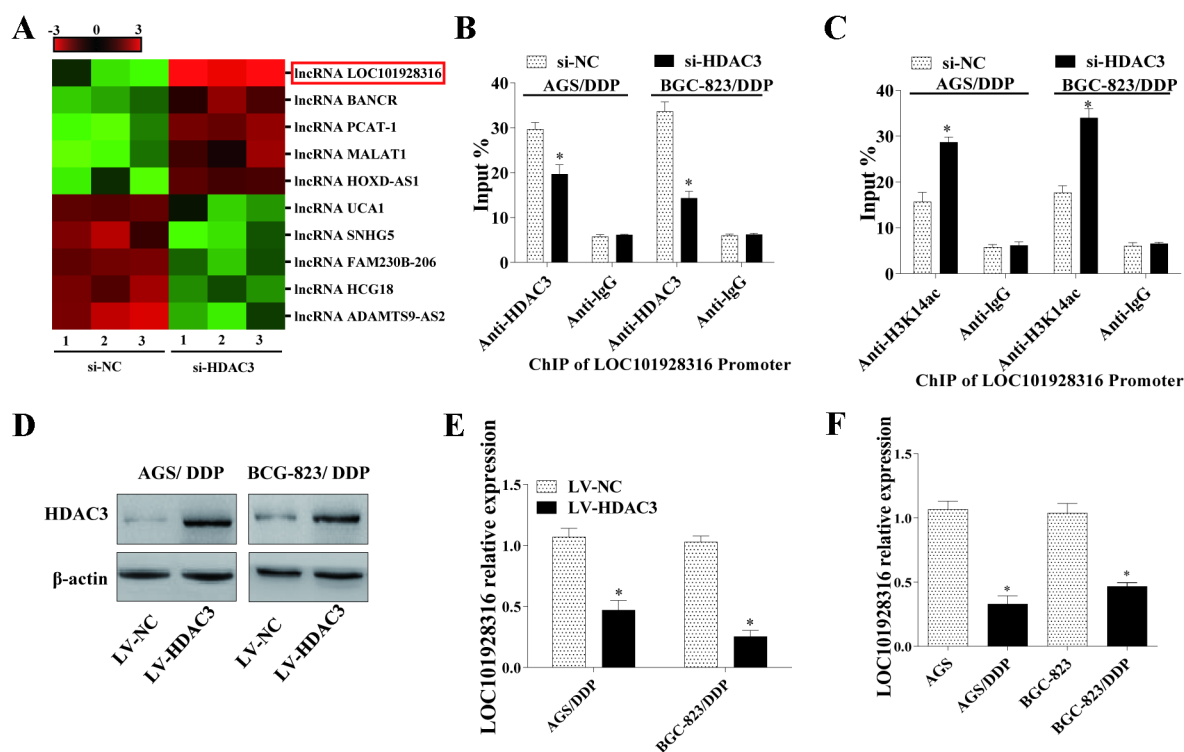 A
-3 0 3
lncRNA LOC101928316
lncRNA BANCR
lncRNA PCAT-1
lncRNA MALAT1
lncRNA HOXD-AS1
lncRNA UCA1
lncRNA SNHG5
lncRNA FAM230B-206
lncRNA HCG18
lncRNA ADAMTS9-AS2
1 2 3 1 2 3
si-NC si-HDAC3
B
si-NC si-HDAC3
AGS/DDP BGC-823/DDP
Input %
40
30
20
10
0
* *
Anti-HDAC3 Anti-IgG Anti-HDAC3 Anti-IgG
ChIP of LOC101928316 Promoter
C
si-NC si-HDAC3
AGS/DDP BGC-823/DDP
Input %
40
30
20
10
0
* *
Anti-H3K14ac Anti-IgG Anti-H3K14ac Anti-IgG
ChIP of LOC101928316 Promoter
D
AGS/ DDP BCG-823/ DDP
HDAC3
β-actin
LV-NC LV-HDAC3 LV-NC LV-HDAC3
E
LOC101928316 relative expression
LV-NC
LV-HDAC3
1.5
1.0
0.5
0.0
* *
AGS/DDP BGC-823/DDP
F
LOC101928316 relative expression
1.5
1.0
0.5
0.0
* *
AGS AGS/DDP BGC-823 BGC-823/DDP